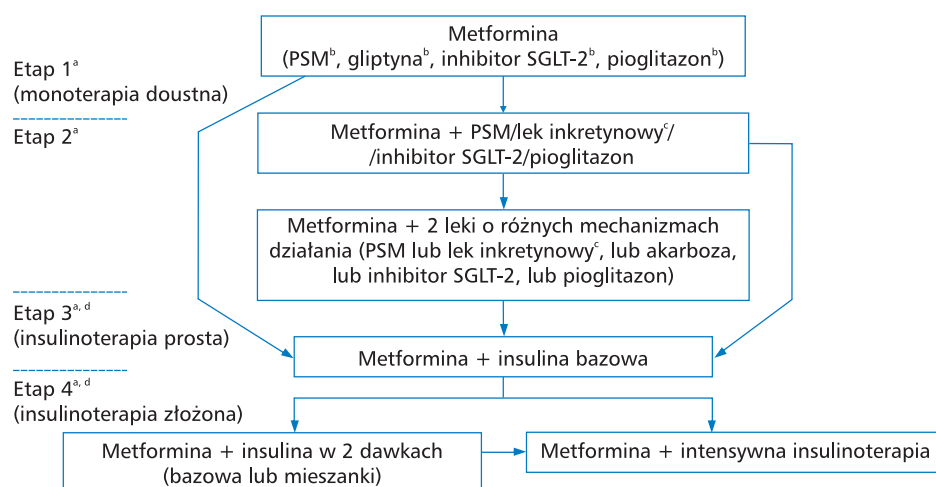 Metformina
(PSMᵇ, gliptynaᵇ, inhibitor SGLT-2ᵇ, pioglitazonᵇ)
Etap 1ᵃ
(monoterapia doustna)
Etap 2ᵃ
Metformina + PSM/lek inkretynowyᶜ/
/inhibitor SGLT-2/pioglitazon
Metformina + 2 leki o różnych mechanizmach
działania (PSM lub lek inkretynowyᶜ, lub akarboza,
lub inhibitor SGLT-2, lub pioglitazon)
Etap 3ᵃ,ᵈ
(insulinoterapia prosta)
Metformina + insulina bazowa
Etap 4ᵃ,ᵈ
(insulinoterapia złożona)
Metformina + insulina w 2 dawkach
(bazowa lub mieszanki)
Metformina + intensywna insulinoterapia